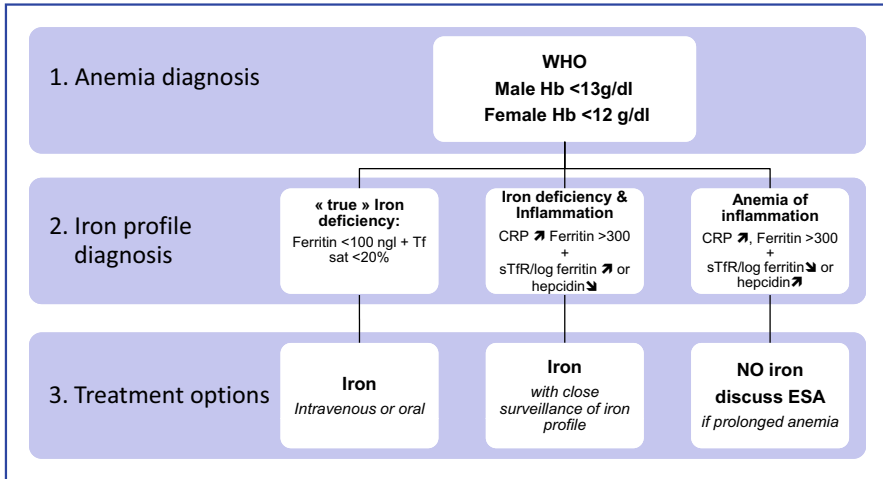 1. Anemia diagnosis
WHO
Male Hb <13g/dl
Female Hb <12 g/dl
2. Iron profile
diagnosis
« true » Iron
deficiency:
Ferritin <100 ngl + Tf
sat <20%
Iron deficiency &
Inflammation
CRP ↗ Ferritin >300
+
sTfR/log ferritin ↗ or
hepcidin↘
Anemia of
inflammation
CRP ↗, Ferritin >300
+
sTfR/log ferritin↘ or
hepcidin↗
3. Treatment options
Iron
Intravenous or oral
Iron
with close
surveillance of iron
profile
NO iron
discuss ESA
if prolonged anemia